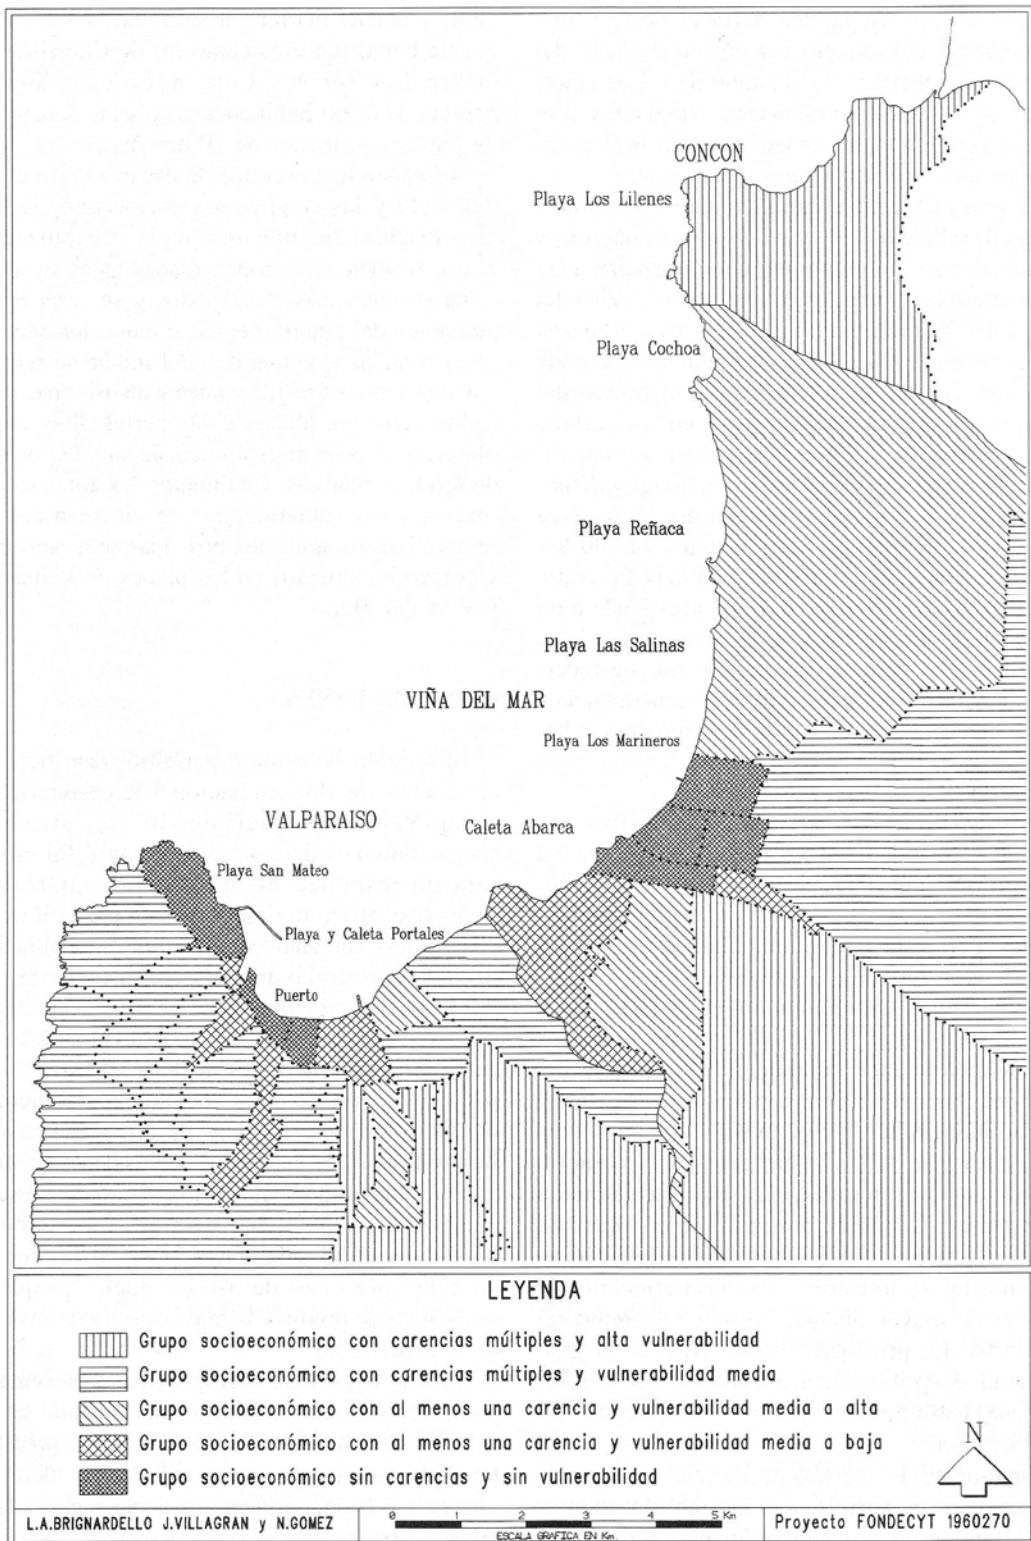 CONCON
Playa Los Lilenes
Playa Cochoa
Playa Reñaca
Playa Las Salinas
VIÑA DEL MAR
Playa Los Marineros
VALPARAISO
Caleta Abarca
Playa San Mateo
Playa y Caleta Portales
Puerto
LEYENDA
Grupo socioeconómico con carencias múltiples y alta vulnerabilidad
Grupo socioeconómico con carencias múltiples y vulnerabilidad media
Grupo socioeconómico con al menos una carencia y vulnerabilidad media a alta
Grupo socioeconómico con al menos una carencia y vulnerabilidad media a baja
Grupo socioeconómico sin carencias y sin vulnerabilidad
N
L.A.BRIGNARDELLO J.VILLAGRAN y N.GOMEZ
0 1 2 3 4 5 Km
ESCALA GRAFICA EN Km.
Proyecto FONDECYT 1960270